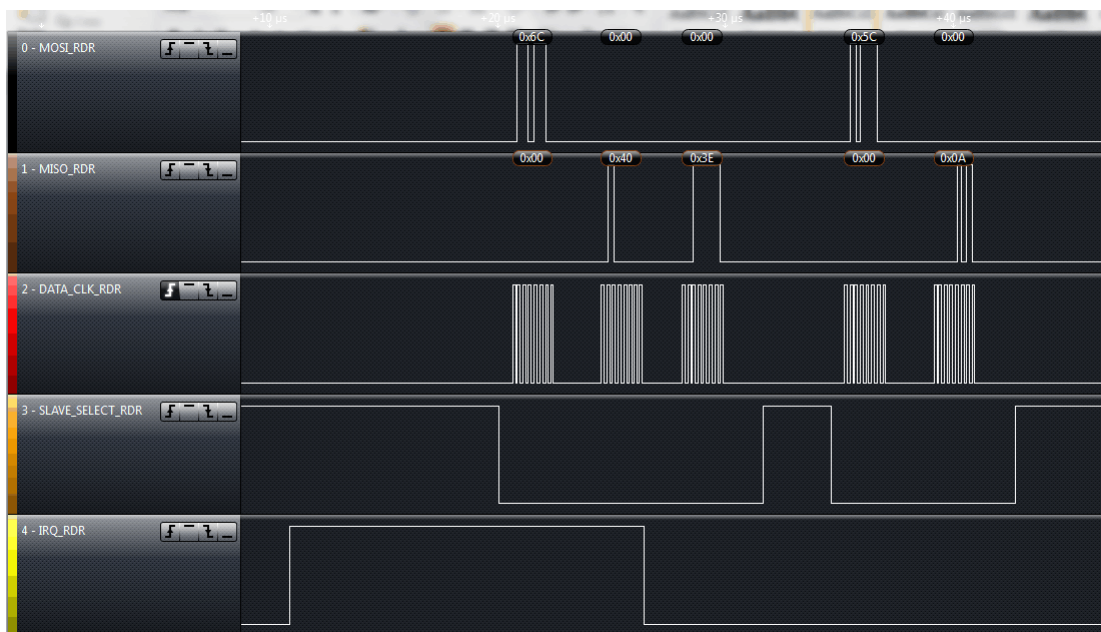 +10 µs +20 µs +30 µs +40 µs
0 - MOSI_RDR 0x6C 0x00 0x00 0x5C 0x00
1 - MISO_RDR 0x00 0x40 0x3E 0x00 0x0A
2 - DATA_CLK_RDR
3 - SLAVE_SELECT_RDR
4 - IRQ_RDR